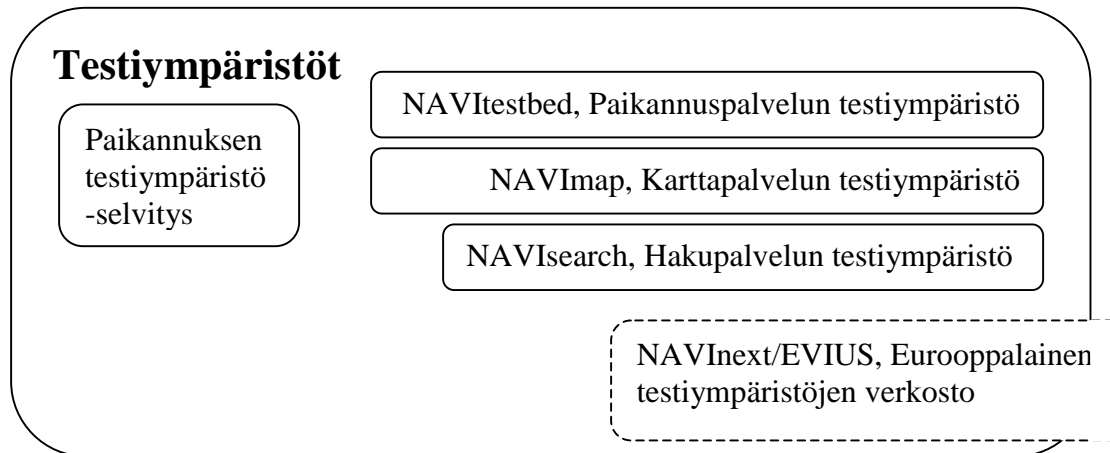 Testiympäristöt
Paikannuksen
testiympäristö
-selvitys
NAVItestbed, Paikannuspalvelun testiympäristö
NAVImap, Karttapalvelun testiympäristö
NAVIsearch, Hakupalvelun testiympäristö
NAVInext/EVIUS, Eurooppalainen
testiympäristöjen verkosto